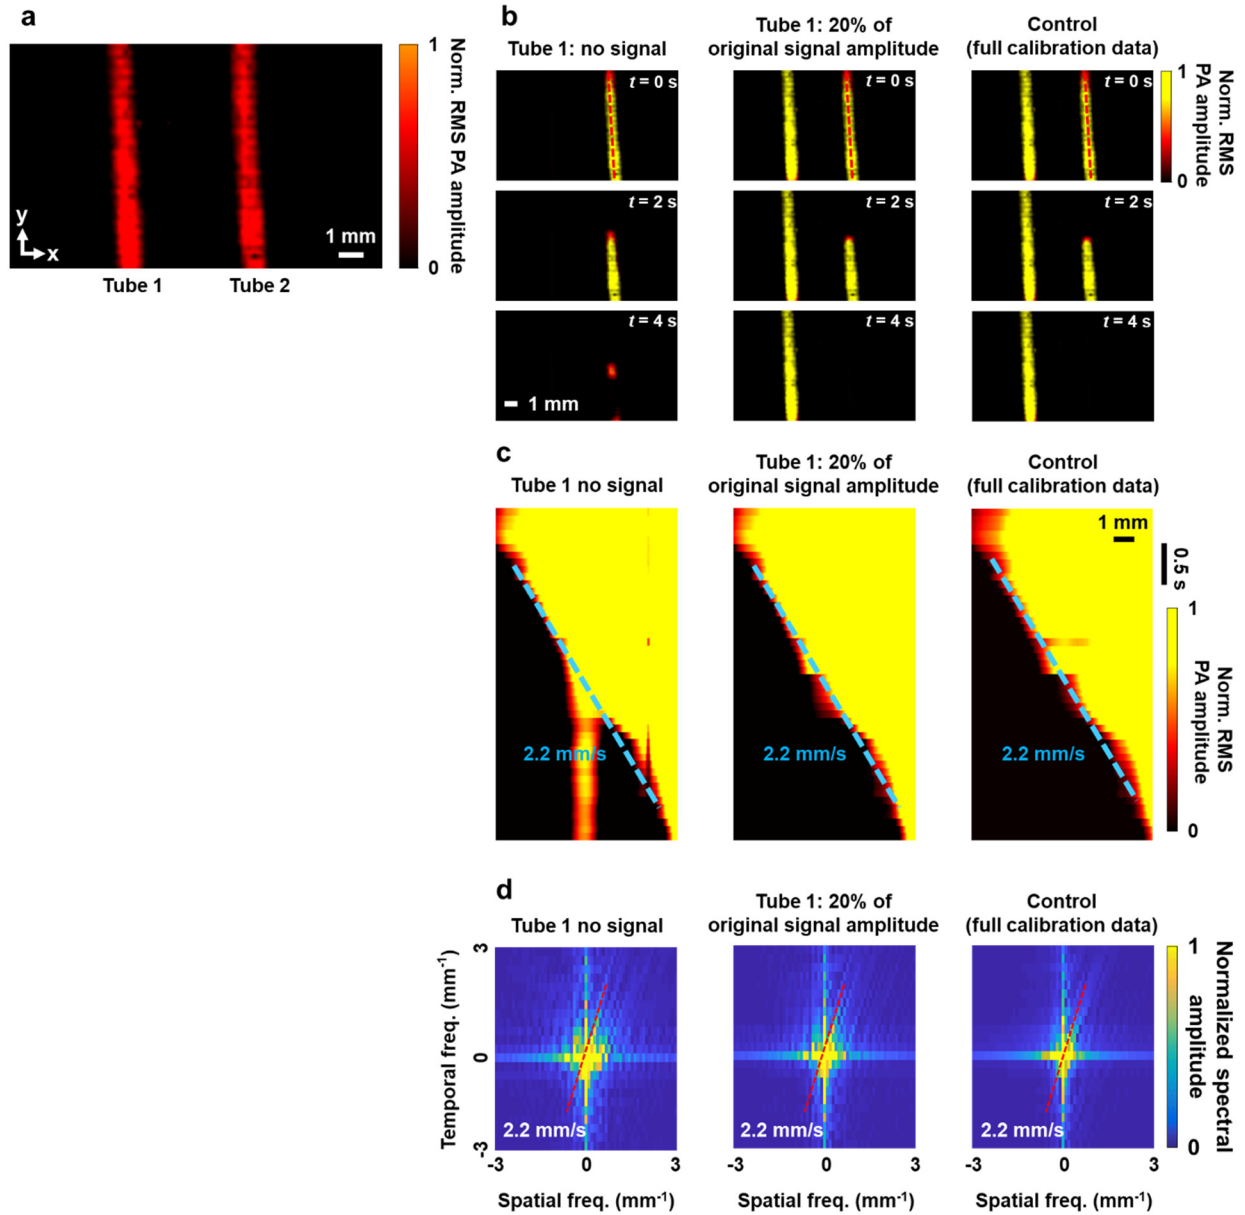 a
1
Norm. RMS PA amplitude
0
y
x
1 mm
Tube 1
Tube 2
b
Tube 1: no signal
Tube 1: 20% of
original signal amplitude
Control
(full calibration data)
t = 0 s
t = 0 s
t = 0 s
1
Norm. RMS
PA amplitude
0
t = 2 s
t = 2 s
t = 2 s
t = 4 s
t = 4 s
t = 4 s
1 mm
c
Tube 1 no signal
Tube 1: 20% of
original signal amplitude
Control
(full calibration data)
1 mm
0.5 s
2.2 mm/s
2.2 mm/s
2.2 mm/s
1
Norm. RMS
PA amplitude
0
d
Tube 1 no signal
Tube 1: 20% of
original signal amplitude
Control
(full calibration data)
Temporal freq. (mm-1)
3
0
-3
2.2 mm/s
2.2 mm/s
2.2 mm/s
1
Normalized spectral
amplitude
0
-3 0 3
-3 0 3
-3 0 3
Spatial freq. (mm-1)
Spatial freq. (mm-1)
Spatial freq. (mm-1)